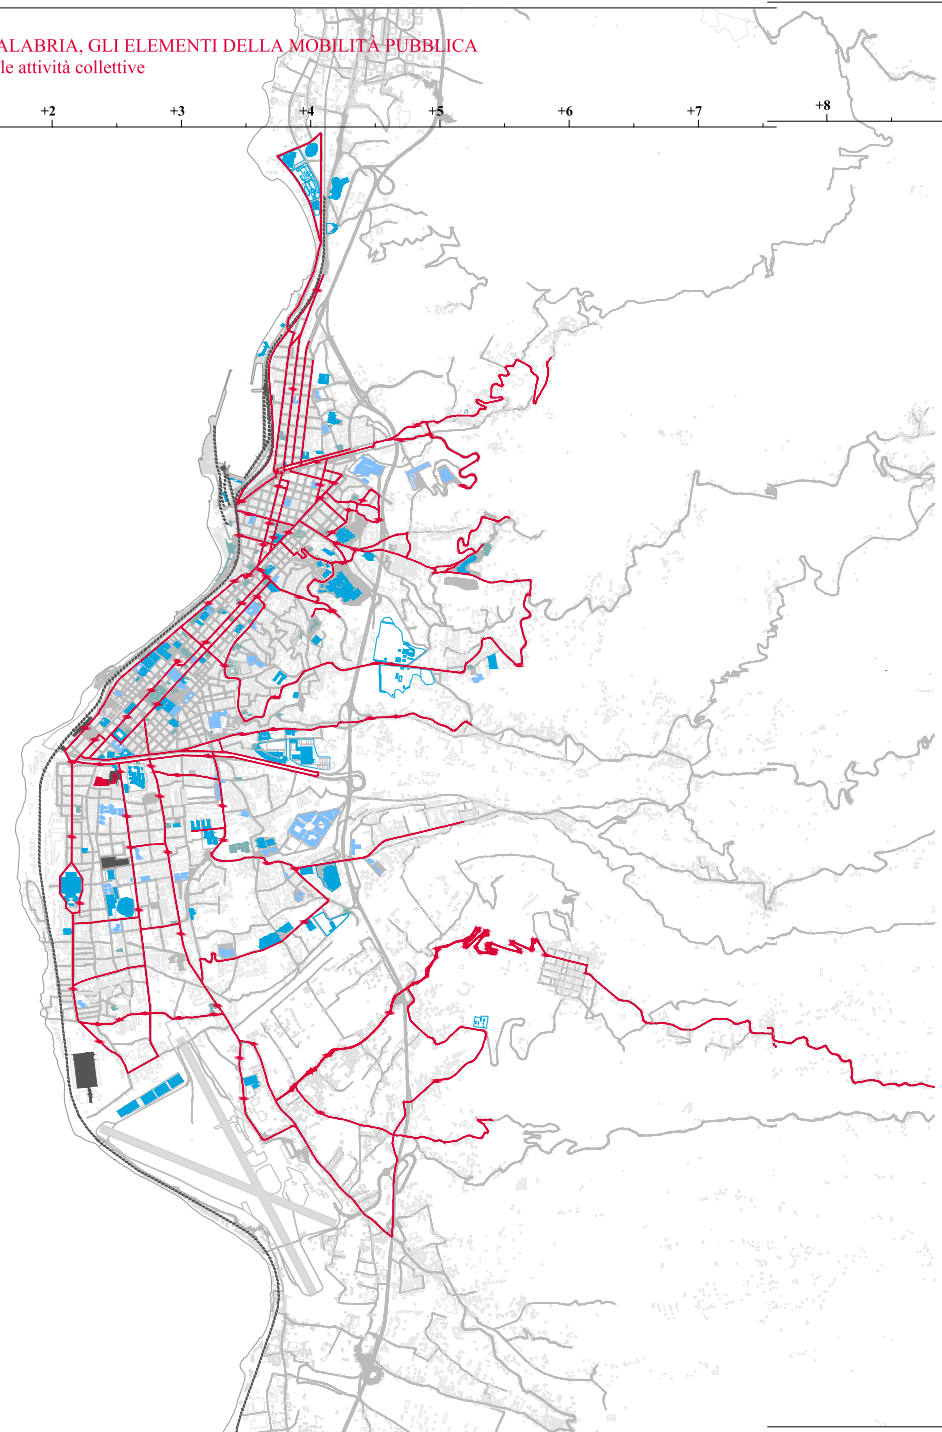 ALABRIA, GLI ELEMENTI DELLA MOBILITÀ PUBBLICA
le attività collettive
+2 +3 +4 +5 +6 +7 +8